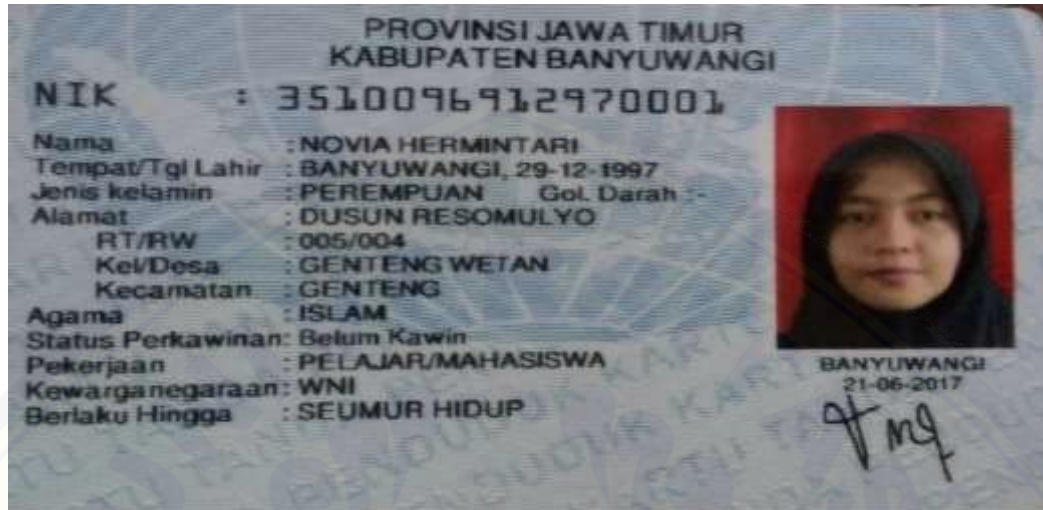 PROVINSI JAWA TIMUR
KABUPATEN BANYUWANGI
NIK : 3510096912970001
Nama : NOVIA HERMINTARI
Tempat/Tgl Lahir : BANYUWANGI, 29-12-1997
Jenis kelamin : PEREMPUAN Gol. Darah :-
Alamat : DUSUN RESOMULYO
RT/RW : 005/004
Kel/Desa : GENTENG WETAN
Kecamatan : GENTENG
Agama : ISLAM
Status Perkawinan: Belum Kawin
Pekerjaan : PELAJAR/MAHASISWA
Kewarganegaraan: WNI
Berlaku Hingga : SEUMUR HIDUP
BANYUWANGI
21-06-2017